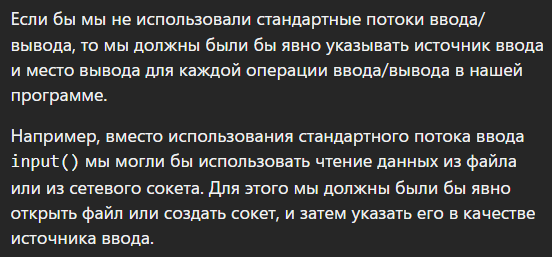 Если бы мы не использовали стандартные потоки ввода/
вывода, то мы должны были бы явно указывать источник ввода
и место вывода для каждой операции ввода/вывода в нашей
программе.
Например, вместо использования стандартного потока ввода
input() мы могли бы использовать чтение данных из файла
или из сетевого сокета. Для этого мы должны были бы явно
открыть файл или создать сокет, и затем указать его в качестве
источника ввода.